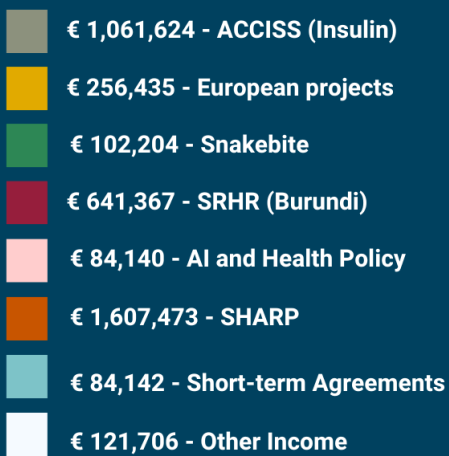 € 1,061,624 - ACCISS (Insulin)
€ 256,435 - European projects
€ 102,204 - Snakebite
€ 641,367 - SRHR (Burundi)
€ 84,140 - AI and Health Policy
€ 1,607,473 - SHARP
€ 84,142 - Short-term Agreements
€ 121,706 - Other Income